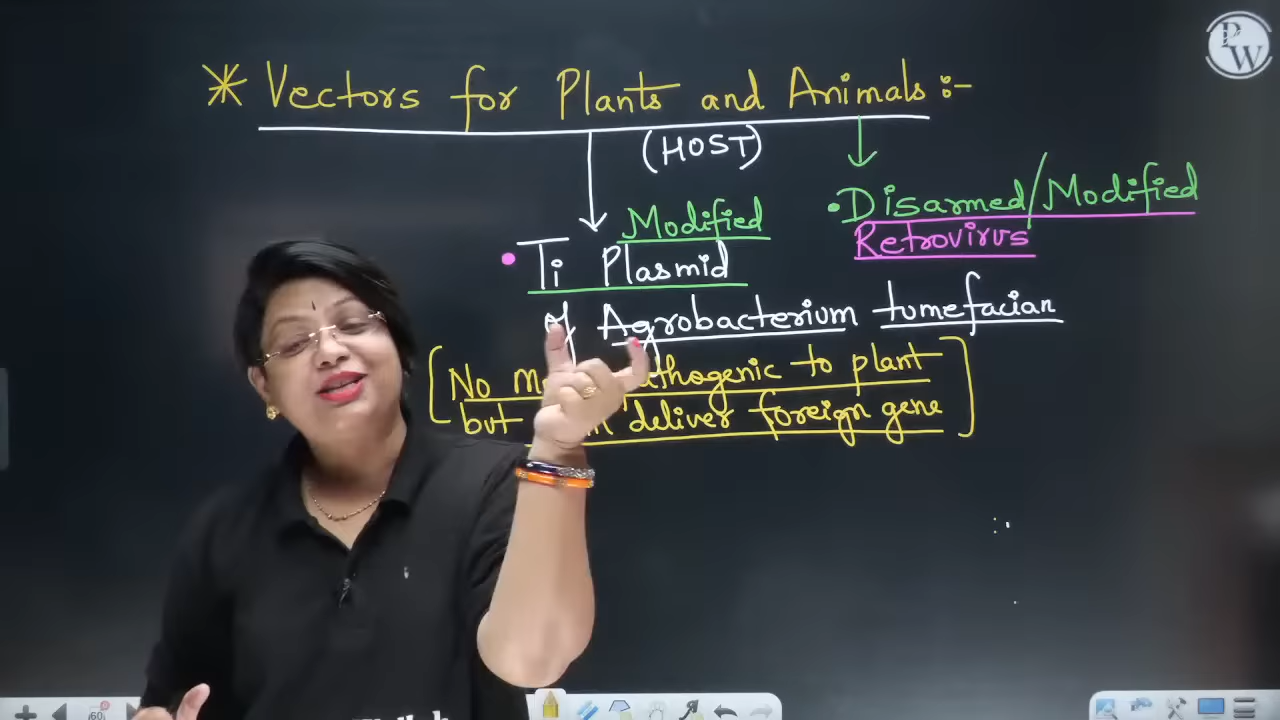 * Vectors for Plants and Animals :-
(HOST)
Modified
• Ti Plasmid
of Agrobacterium tumefacian
[No pathogenic to plant
but deliver foreign gene]
• Disarmed/Modified
Retrovirus
PW
60